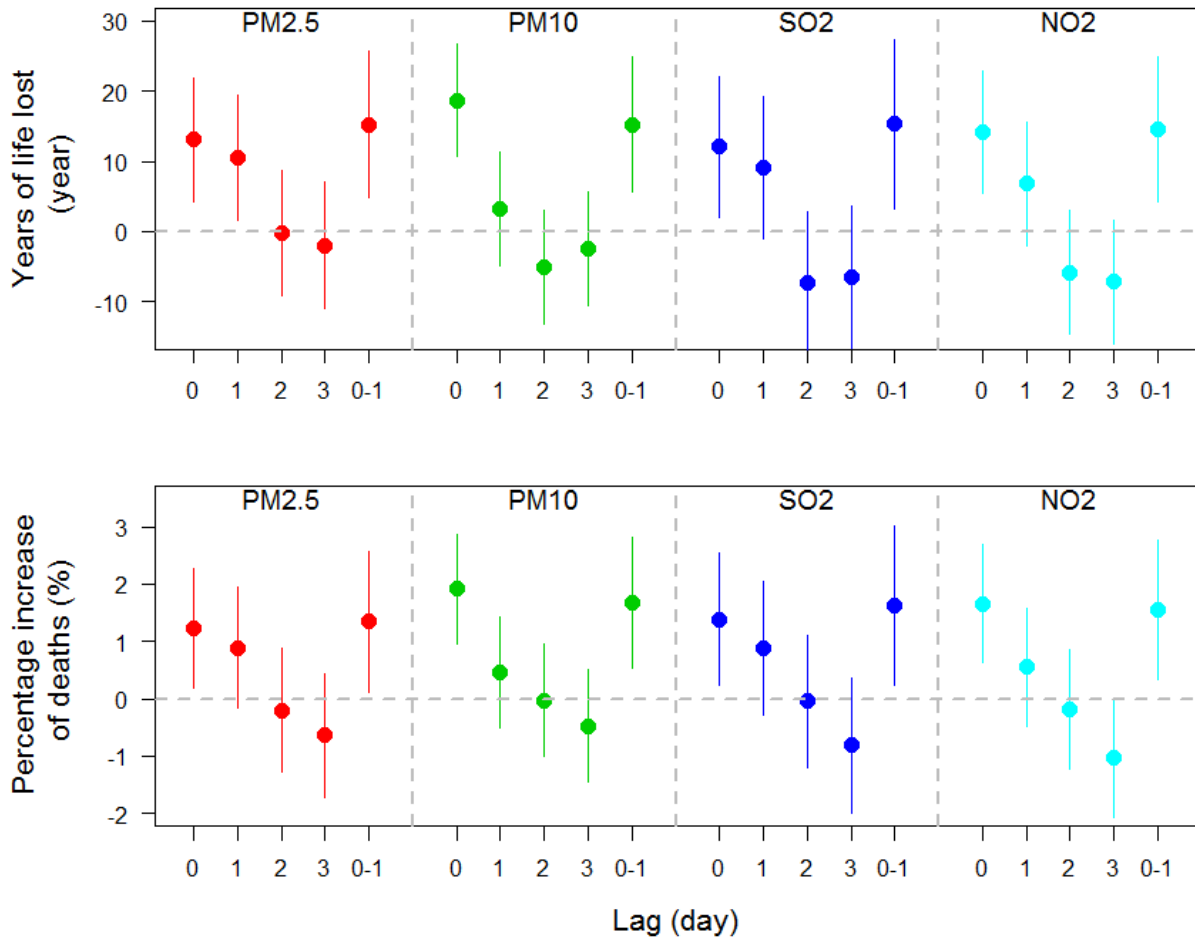 PM2.5 PM10 SO2 NO2
30
20
10
0
-10
Years of life lost
(year)
0 1 2 3 0-1 0 1 2 3 0-1 0 1 2 3 0-1 0 1 2 3 0-1
PM2.5 PM10 SO2 NO2
3
2
1
0
-1
-2
Percentage increase
of deaths (%)
0 1 2 3 0-1 0 1 2 3 0-1 0 1 2 3 0-1 0 1 2 3 0-1
Lag (day)